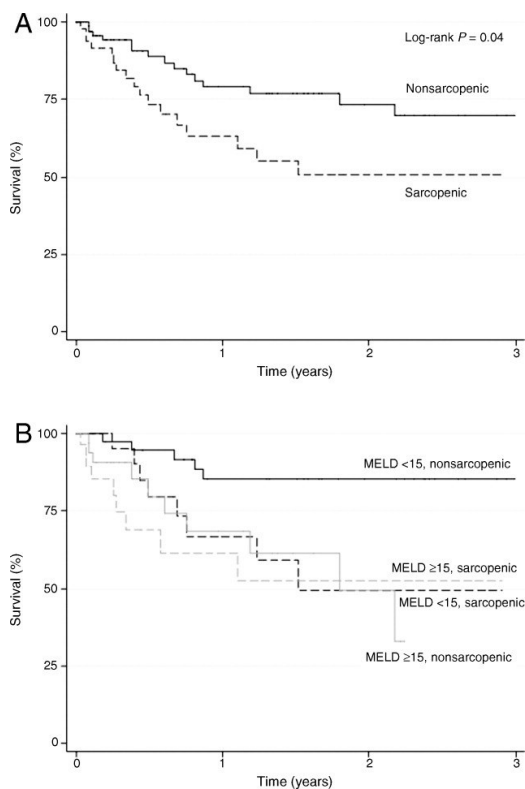 A
100
75
50
25
0
Survival (%)
Log-rank P = 0.04
Nonsarcopenic
Sarcopenic
0
1
2
3
Time (years)
B
100
75
50
25
0
Survival (%)
MELD <15, nonsarcopenic
MELD ≥15, sarcopenic
MELD <15, sarcopenic
MELD ≥15, nonsarcopenic
0
1
2
3
Time (years)